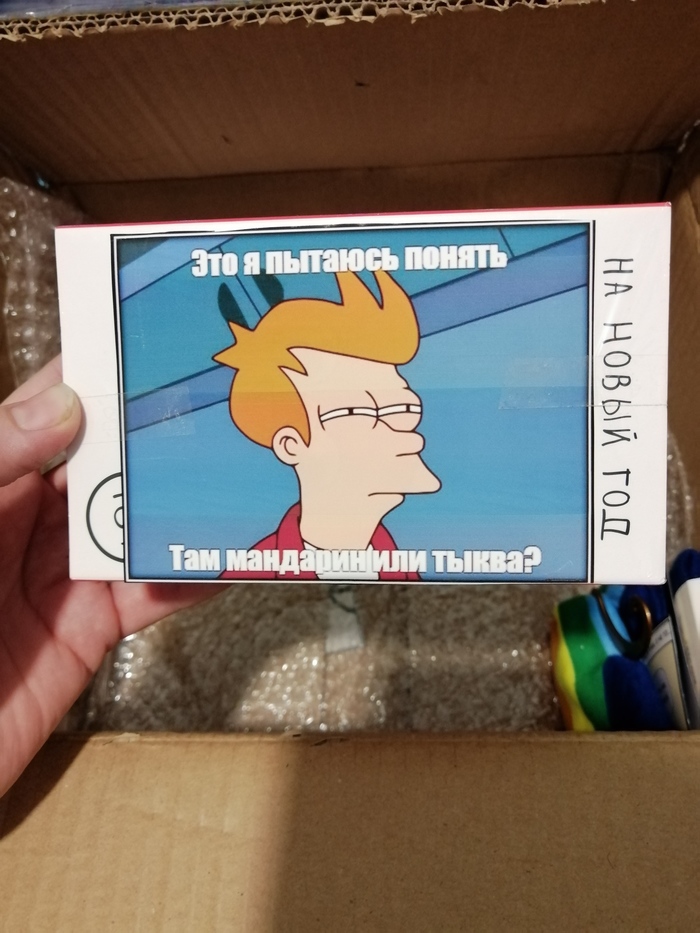 Это я пытаюсь понять
Там мандарин или тыква?
НА НОВЫЙ ГОД